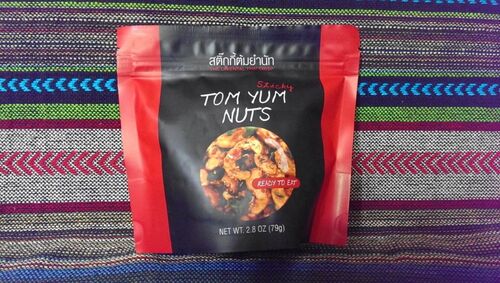 สติ๊กกี้ต้มยำนัท
Sticky
TOM YUM
NUTS
READY TO EAT
NET WT. 2.8 OZ (79g)